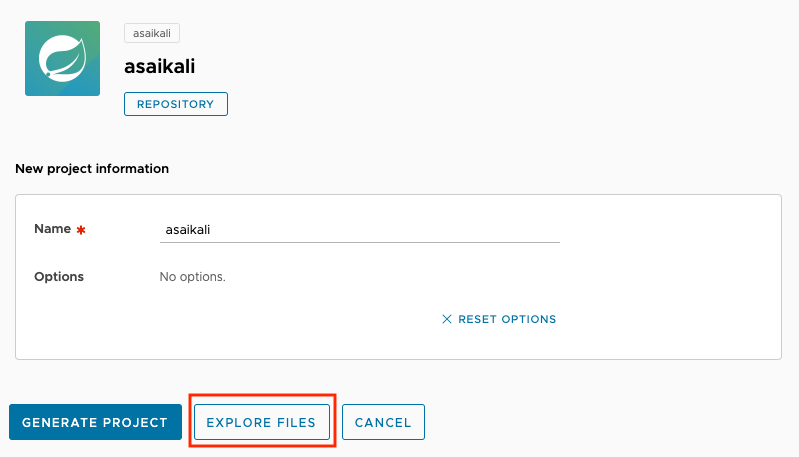 asaikali
asaikali
REPOSITORY
New project information
Name *
asaikali
Options
No options.
RESET OPTIONS
GENERATE PROJECT
EXPLORE FILES
CANCEL